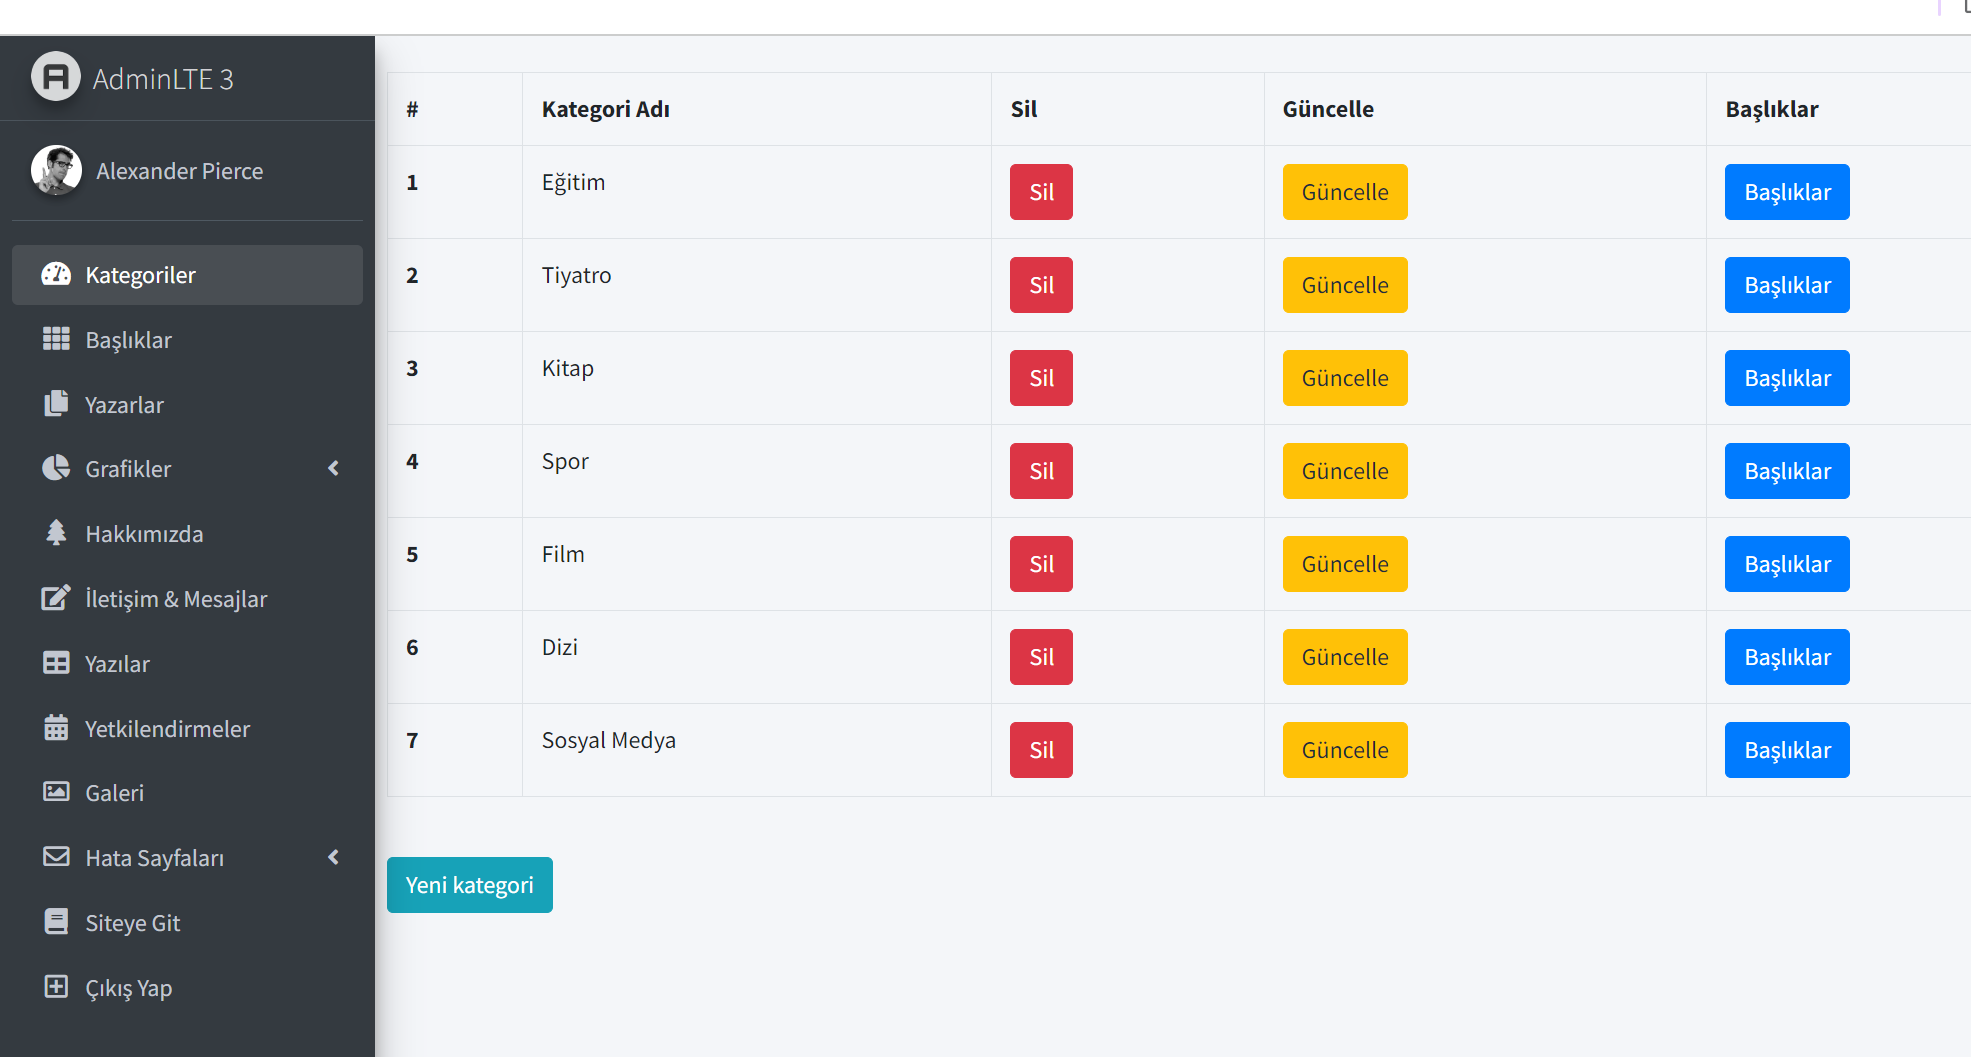 AdminLTE 3
Alexander Pierce
Kategoriler
Başlıklar
Yazarlar
Grafikler
Hakkımızda
İletişim & Mesajlar
Yazılar
Yetkilendirmeler
Galeri
Hata Sayfaları
Siteye Git
Çıkış Yap
# Kategori Adı Sil Güncelle Başlıklar
1 Eğitim Sil Güncelle Başlıklar
2 Tiyatro Sil Güncelle Başlıklar
3 Kitap Sil Güncelle Başlıklar
4 Spor Sil Güncelle Başlıklar
5 Film Sil Güncelle Başlıklar
6 Dizi Sil Güncelle Başlıklar
7 Sosyal Medya Sil Güncelle Başlıklar
Yeni kategori